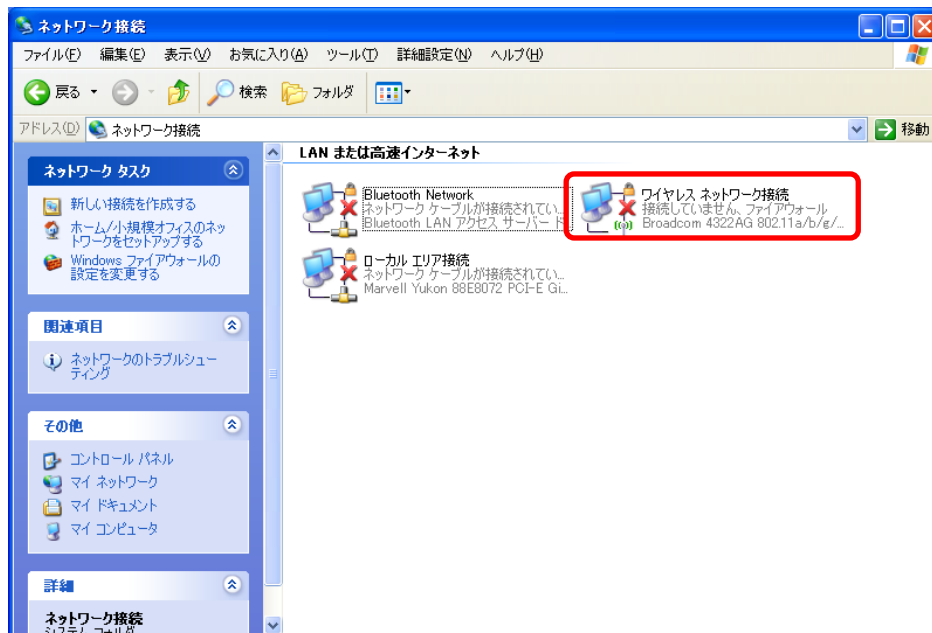 ネットワーク接続
ファイル(F) 編集(E) 表示(V) お気に入り(A) ツール(T) 詳細設定(N) ヘルプ(H)
戻る 検索 フォルダ
アドレス(D) ネットワーク接続 移動
ネットワーク タスク
新しい接続を作成する
ホーム/小規模オフィスのネッ
トワークをセットアップする
Windows ファイアウォールの
設定を変更する
関連項目
ネットワークのトラブルシュー
ティング
その他
コントロール パネル
マイ ネットワーク
マイ ドキュメント
マイ コンピュータ
詳細
ネットワーク接続
システム フォルダ
LAN または高速インターネット
Bluetooth Network
ネットワーク ケーブルが接続されてい...
Bluetooth LAN アクセス サーバー ド
ワイヤレス ネットワーク接続
接続していません、ファイアウォール
Broadcom 4322AG 802.11a/b/g/...
ローカル エリア接続
ネットワーク ケーブルが接続されてい...
Marvell Yukon 88E8072 PCI-E Gi...